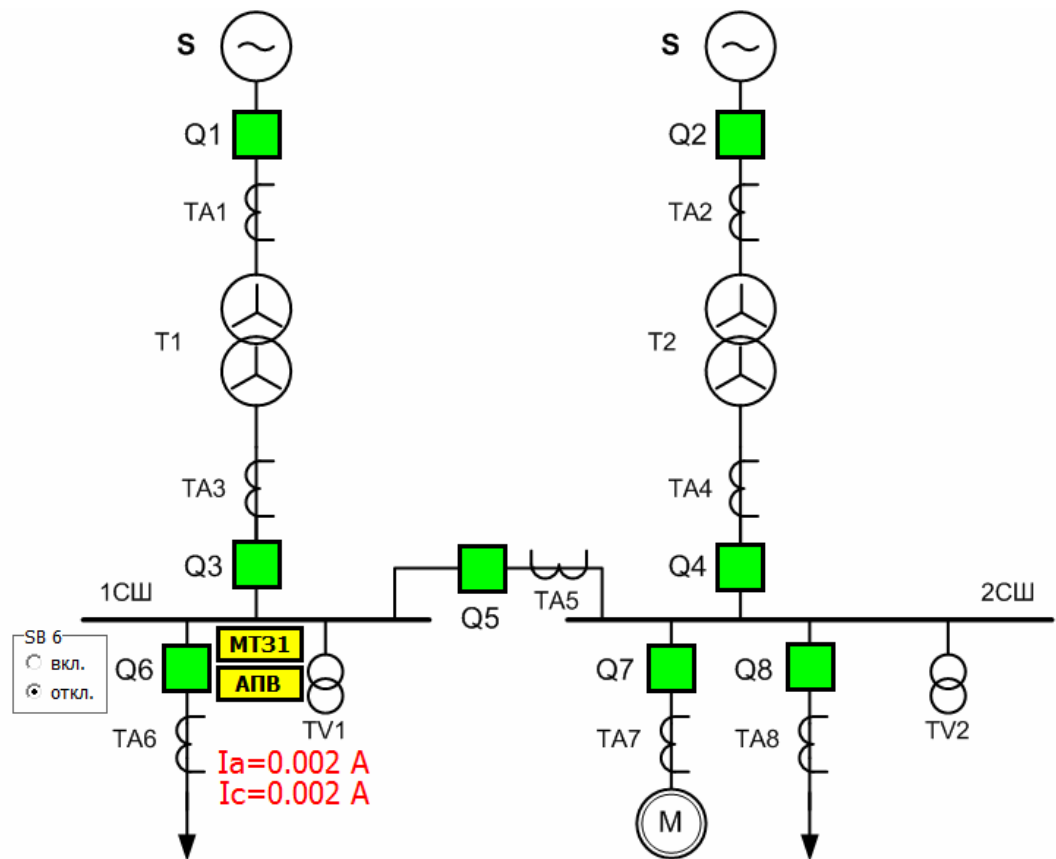 S
S
Q1
Q2
TA1
TA2
T1
T2
TA3
TA4
Q3
Q5
TA5
Q4
1СШ
2СШ
SB 6
вкл.
откл.
Q6
МТЗ1
АПВ
TV1
Q7
Q8
TV2
TA6
Ia=0.002 A
Ic=0.002 A
TA7
TA8
M